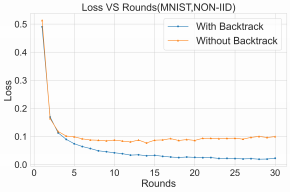 Loss VS Rounds(MNIST,NON-IID)
With Backtrack
Without Backtrack
Loss
0.5
0.4
0.3
0.2
0.1
0.0
0 5 10 15 20 25 30
Rounds